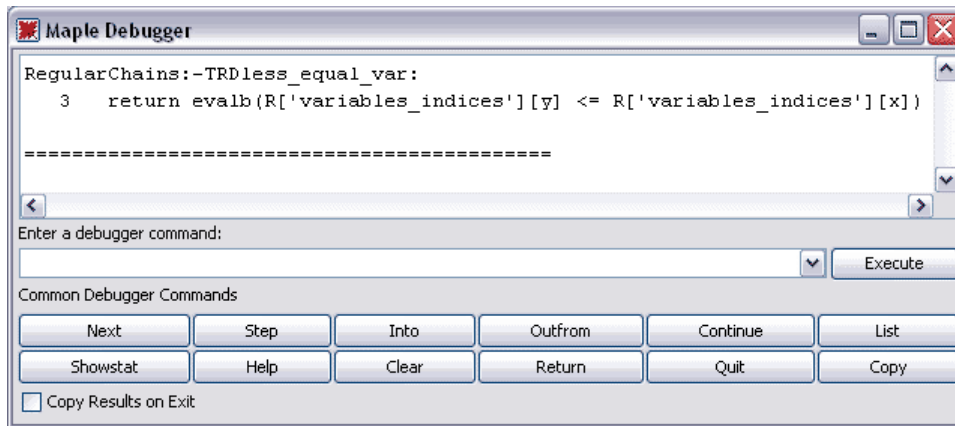 Maple Debugger
RegularChains:-TRDless_equal_var:
3 return evalb(R['variables_indices'][y] <= R['variables_indices'][x])
============================================
Enter a debugger command:
Execute
Common Debugger Commands
Next Step Into Outfrom Continue List
Showstat Help Clear Return Quit Copy
Copy Results on Exit